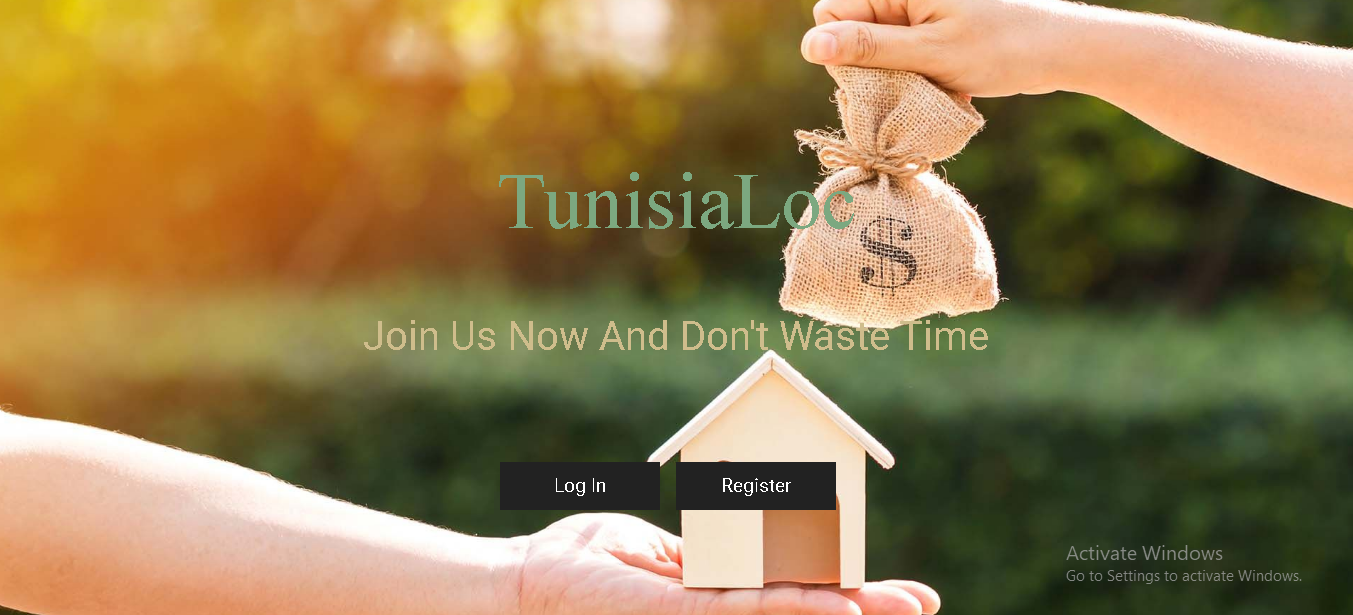 TunisiaLoc
$
Join Us Now And Don't Waste Time
Log In
Register
Activate Windows
Go to Settings to activate Windows.